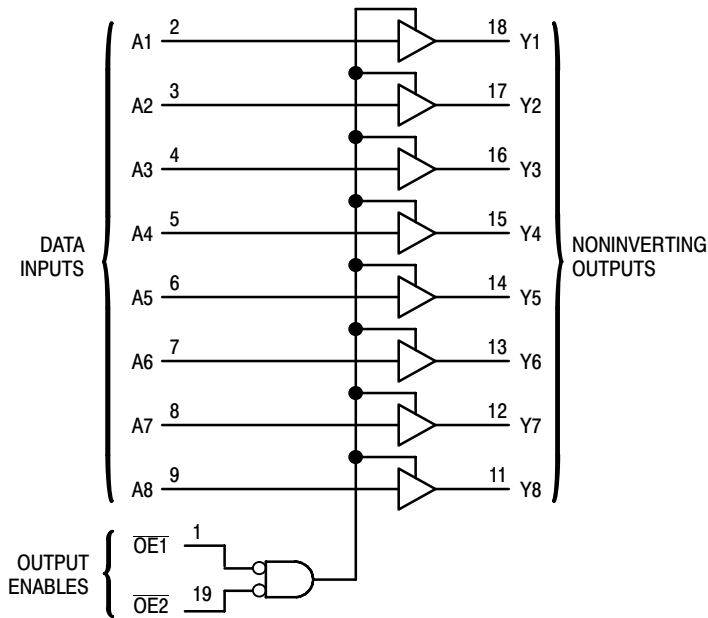 A1 2 18 Y1
A2 3 17 Y2
A3 4 16 Y3
A4 5 15 Y4
DATA
INPUTS
NONINVERTING
OUTPUTS
A5 6 14 Y5
A6 7 13 Y6
A7 8 12 Y7
A8 9 11 Y8
OUTPUT
ENABLES
O̅E̅1̅ 1
O̅E̅2̅ 19